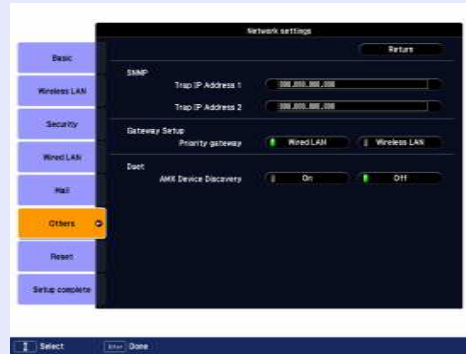 Network settings
Return
Basic
Wireless LAN
Security
Wired LAN
Mail
Others
Reset
Setup complete
SNMP
Trap IP Address 1
Trap IP Address 2
Gateway Setup
Priority gateway Wired LAN Wireless LAN
Duet
AMX Device Discovery On Off
Select Enter Done